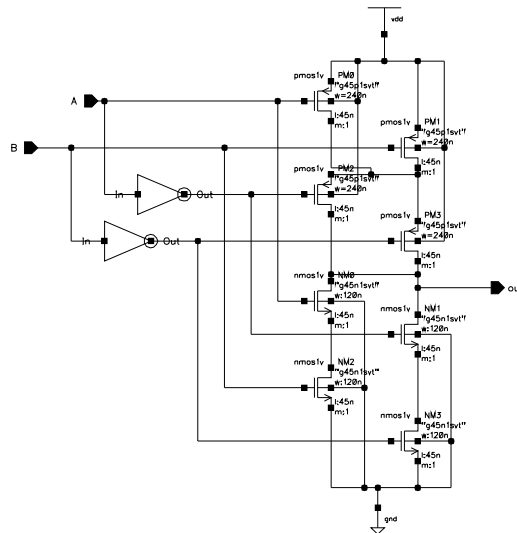 vdd
pmos1v PM0
"g45p1svt"
w=240n
l:45n
m:1
A
pmos1v PM1
"g45p1svt"
w=240n
l:45n
m:1
B
pmos1v PM2
"g45p1svt"
w=240n
l:45n
m:1
In Out
pmos1v PM3
"g45p1svt"
w=240n
l:45n
m:1
In Out
nmos1v NM0
"g45n1svt"
w:120n
l:45n
m:1
ou
nmos1v NM1
"g45n1svt"
w:120n
l:45n
m:1
nmos1v NM2
"g45n1svt"
w:120n
l:45n
m:1
nmos1v NM3
"g45n1svt"
w:120n
l:45n
m:1
gnd